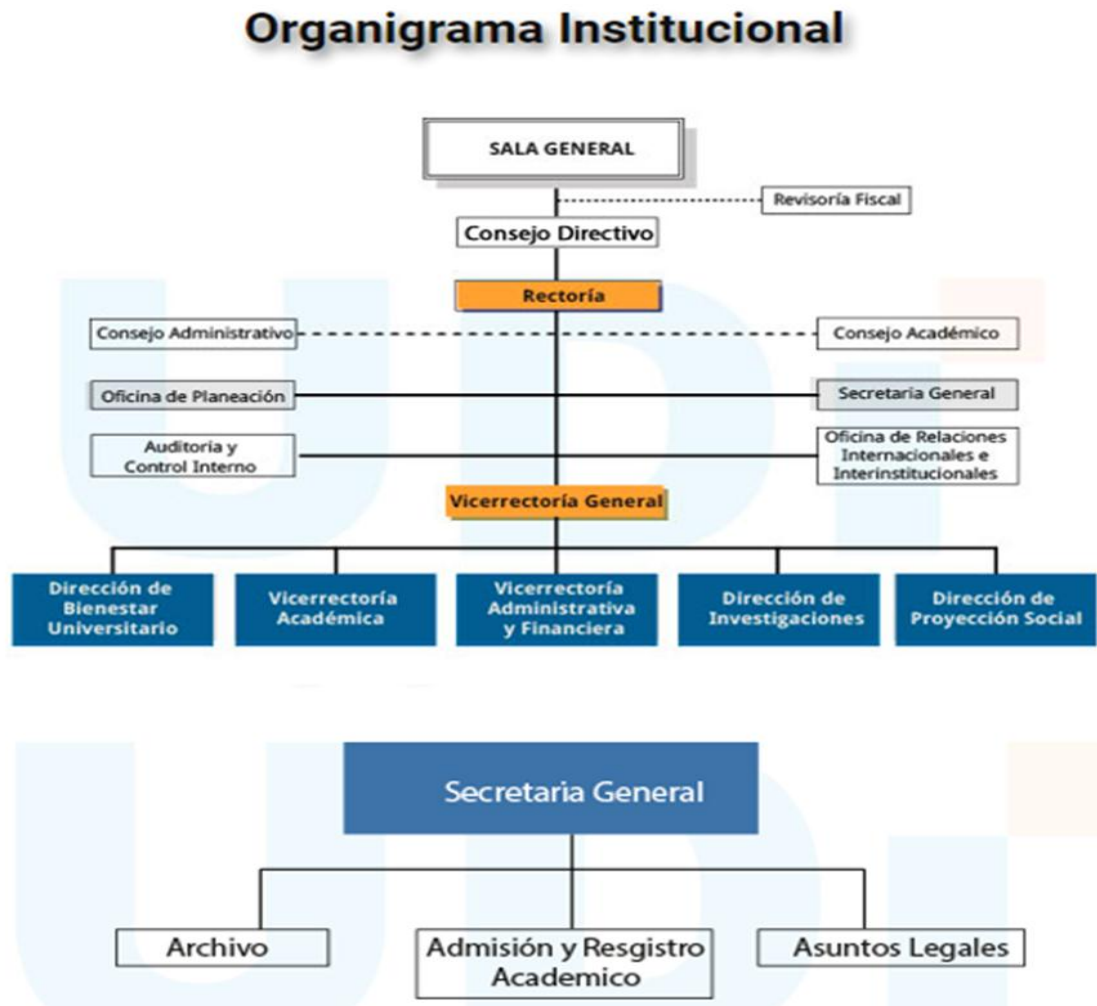 Organigrama Institucional
SALA GENERAL
Revisoría Fiscal
Consejo Directivo
Rectoría
Consejo Administrativo
Consejo Académico
Oficina de Planeación
Secretaria General
Auditoria y
Control Interno
Oficina de Relaciones
Internacionales e
Interinstitucionales
Vicerrectoría General
Dirección de
Bienestar
Universitario
Vicerrectoría
Académica
Vicerrectoría
Administrativa
y Financiera
Dirección de
Investigaciones
Dirección de
Proyección Social
UDi
Secretaria General
Archivo
Admisión y Resgistro
Academico
Asuntos Legales
UDi